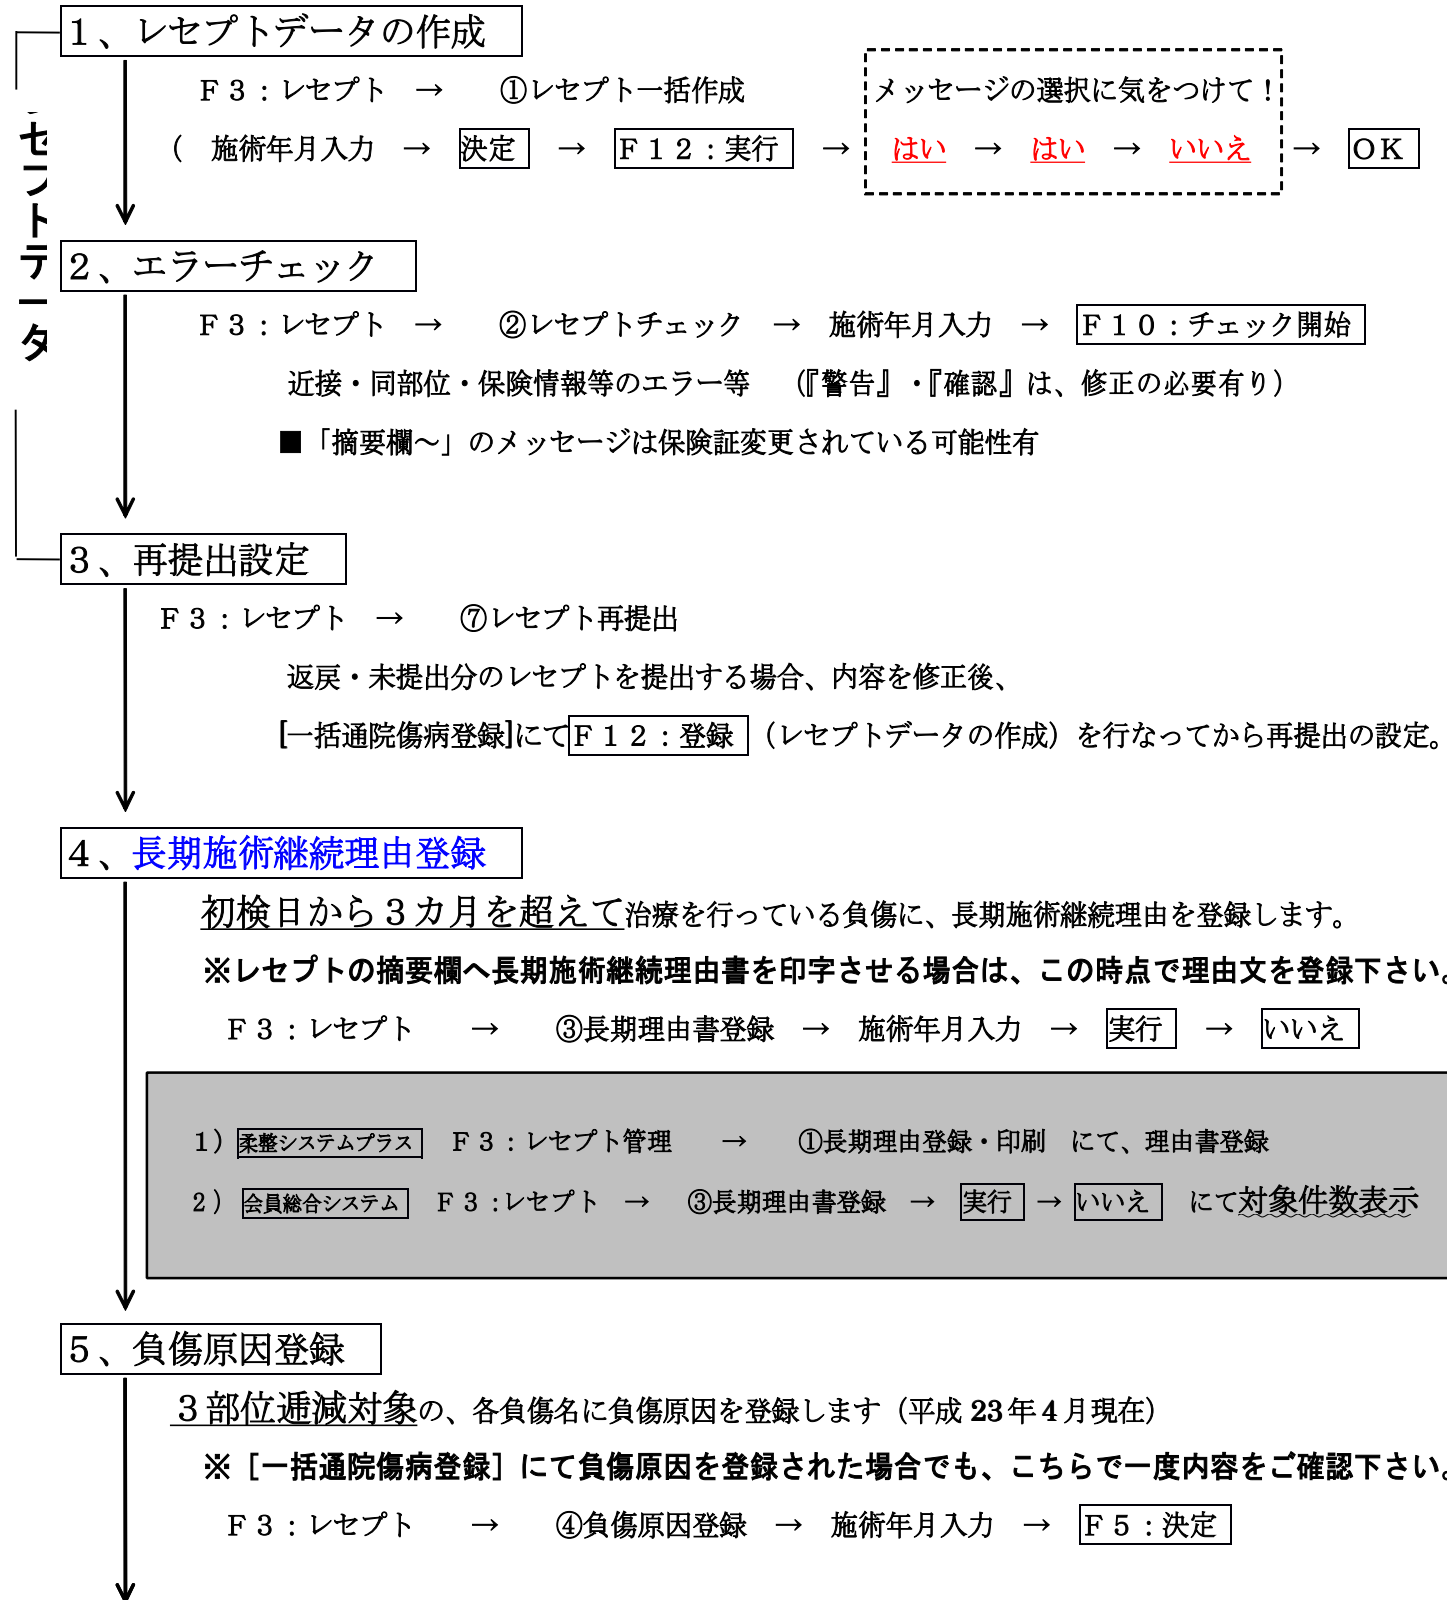 １、レセプトデータの作成
Ｆ３：レセプト　→　①レセプト一括作成
メッセージの選択に気をつけて！
（　施術年月入力　→　決定　→　Ｆ１２：実行　→　はい　→　はい　→　いいえ　→　ＯＫ
セプトデータ
２、エラーチェック
Ｆ３：レセプト　→　②レセプトチェック　→　施術年月入力　→　Ｆ１０：チェック開始
近接・同部位・保険情報等のエラー等　（『警告』・『確認』は、修正の必要有り）
■「摘要欄～」のメッセージは保険証変更されている可能性有
３、再提出設定
Ｆ３：レセプト　→　⑦レセプト再提出
返戻・未提出分のレセプトを提出する場合、内容を修正後、
[一括通院傷病登録]にてＦ１２：登録（レセプトデータの作成）を行なってから再提出の設定。
４、長期施術継続理由登録
初検日から３カ月を超えて治療を行っている負傷に、長期施術継続理由を登録します。
※レセプトの摘要欄へ長期施術継続理由書を印字させる場合は、この時点で理由文を登録下さい。
Ｆ３：レセプト　→　③長期理由書登録　→　施術年月入力　→　実行　→　いいえ
１）柔整システムプラス　Ｆ３：レセプト管理　→　①長期理由登録・印刷　にて、理由書登録
２）会員総合システム　Ｆ３：レセプト　→　③長期理由書登録　→　実行　→　いいえ　にて対象件数表示
５、負傷原因登録
３部位逓減対象の、各負傷名に負傷原因を登録します（平成23年4月現在）
※［一括通院傷病登録］にて負傷原因を登録された場合でも、こちらで一度内容をご確認下さい。
Ｆ３：レセプト　→　④負傷原因登録　→　施術年月入力　→　Ｆ５：決定